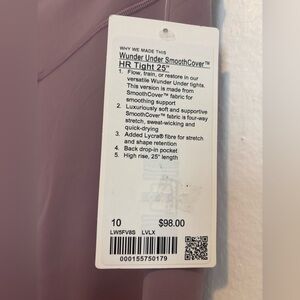 WHY WE MADE THIS
Wunder Under SmoothCover™
HR Tight 25"
1. Flow, train, or restore in our
versatile Wunder Under tights.
This version is made from
SmoothCover™ fabric for
smoothing support
2. Luxuriously soft and supportive
SmoothCover™ fabric is four-way
stretch, sweat-wicking and
quick-drying
3. Added Lycra® fibre for stretch
and shape retention
4. Back drop-in pocket
5. High rise, 25" length
10 $98.00
LW5FV8S LVLX
000155750179